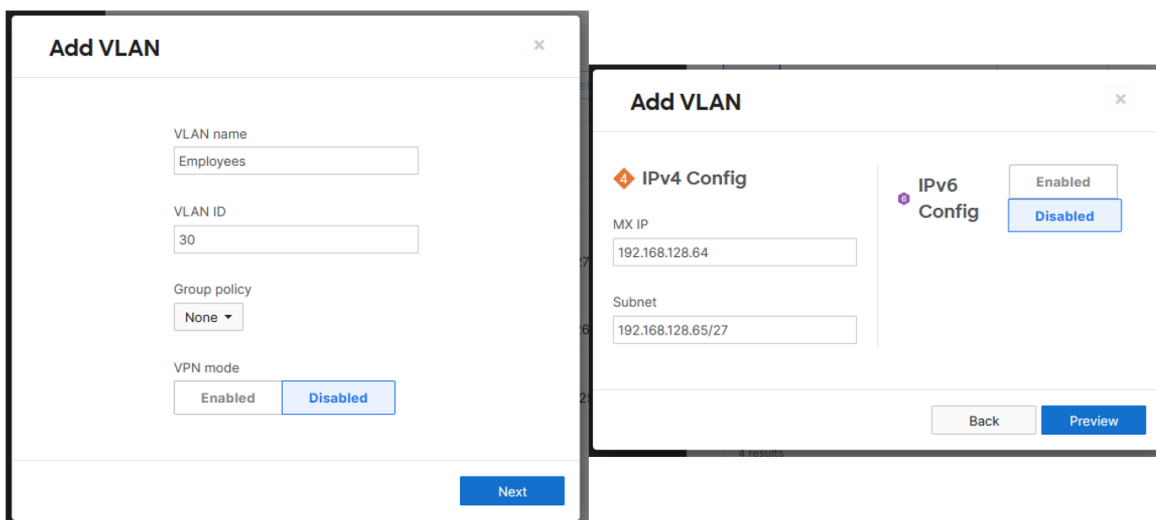 Add VLAN
×
VLAN name
Employees
VLAN ID
30
Group policy
None
VPN mode
Enabled
Disabled
Next
Add VLAN
×
4 IPv4 Config
MX IP
192.168.128.64
Subnet
192.168.128.65/27
6 IPv6
Config
Enabled
Disabled
Back
Preview
4 results